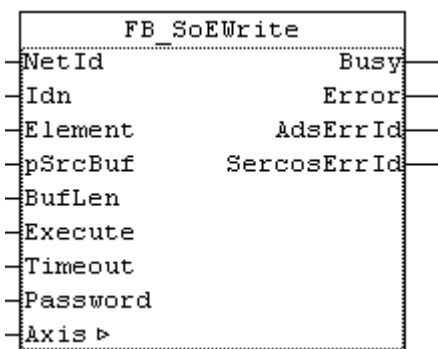 FB_SoEWrite
NetId Busy
Idn Error
Element AdsErrId
pSrcBuf SercosErrId
BufLen
Execute
Timeout
Password
Axis ▷